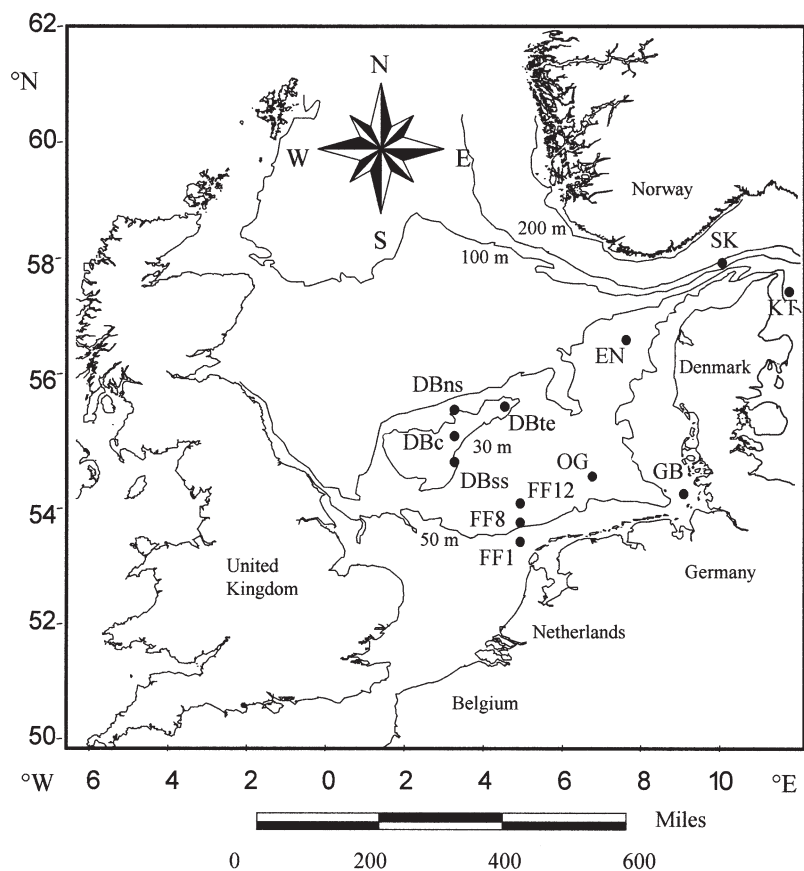 62
°N
N
60
W
E
Norway
S
200 m
SK
100 m
58
KT
EN
Denmark
56
DBns
DBte
DBc
30 m
OG
GB
DBss
FF12
54
FF8
50 m
FF1
United
Kingdom
Germany
52
Netherlands
Belgium
50
°W 6 4 2 0 2 4 6 8 10 °E
Miles
0 200 400 600